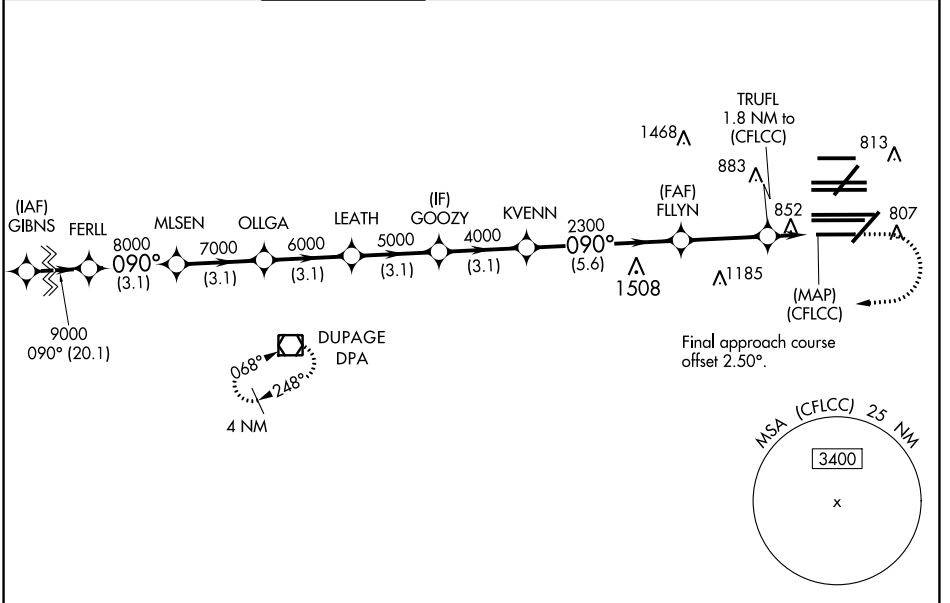 TRUFL
1.8 NM to
(CFLCC)
1468
813
883
(IAF)
GIBNS
FERLL
MLSEN
OLLGA
LEATH
(IF)
GOOZY
KVENN
(FAF)
FLLYN
852
807
8000
090°
(3.1)
7000
(3.1)
6000
(3.1)
5000
(3.1)
4000
(3.1)
2300
090°
(5.6)
1508
1185
9000
090° (20.1)
(MAP)
(CFLCC)
DUPAGE
DPA
068°
248°
4 NM
Final approach course
offset 2.50°.
MSA (CFLCC) 25 NM
3400
x